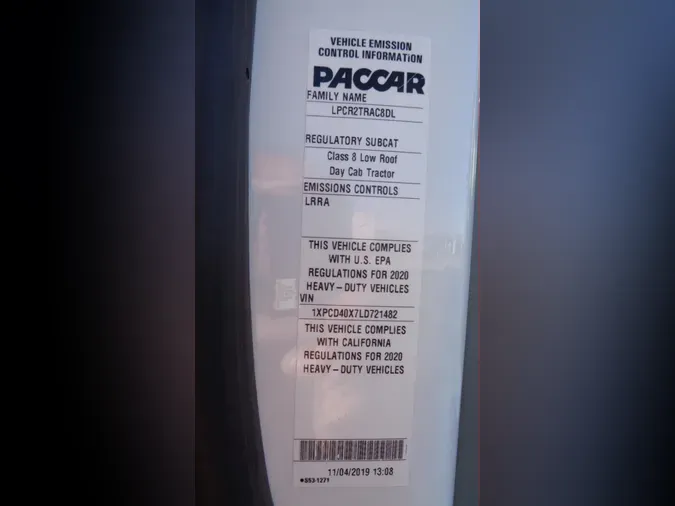 VEHICLE EMISSION
CONTROL INFORMATION
PACCAR
FAMILY NAME
LPCR2TRAC8DL
REGULATORY SUBCAT
Class 8 Low Roof
Day Cab Tractor
EMISSIONS CONTROLS
LRRA
THIS VEHICLE COMPLIES
WITH U.S. EPA
REGULATIONS FOR 2020
HEAVY-DUTY VEHICLES
VIN
1XPCD40X7LD721482
THIS VEHICLE COMPLIES
WITH CALIFORNIA
REGULATIONS FOR 2020
HEAVY-DUTY VEHICLES
11/04/2019 13:08
*S53-1271